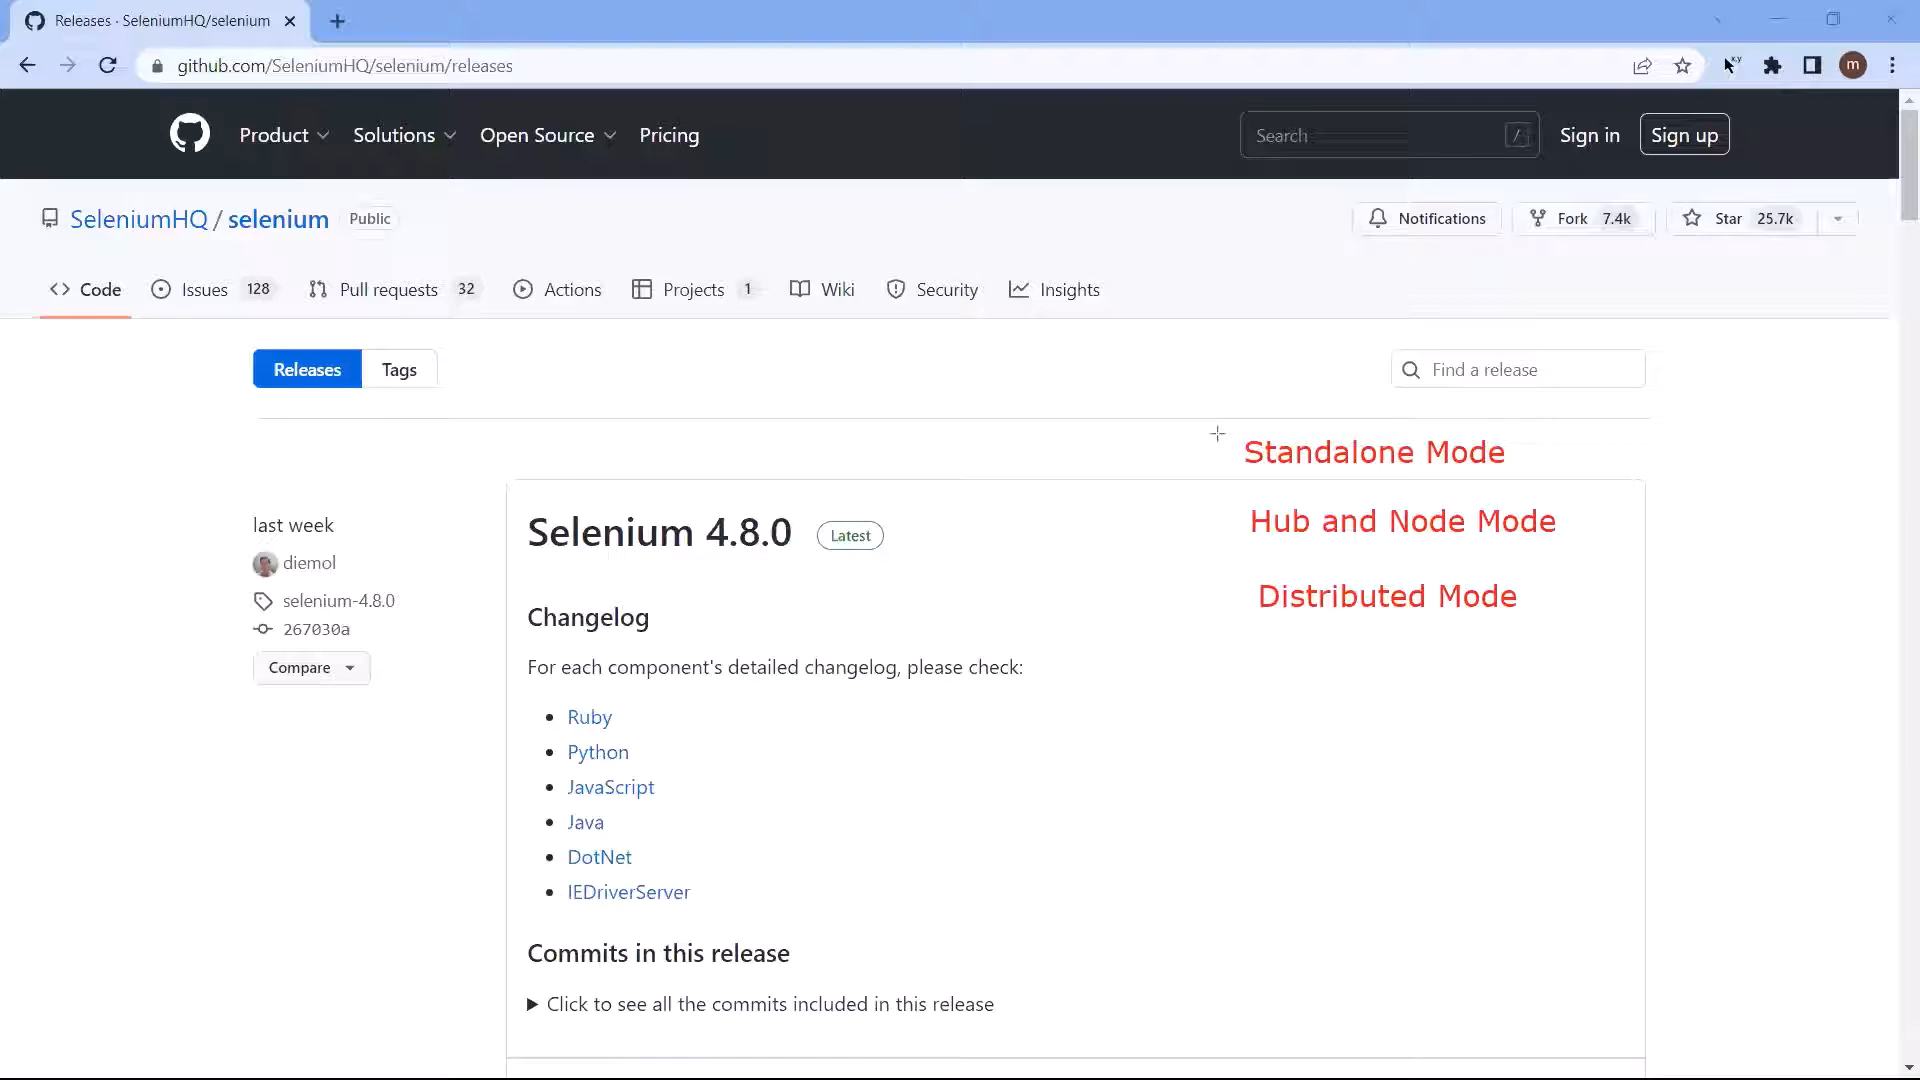 Releases · SeleniumHQ/selenium
github.com/SeleniumHQ/selenium/releases
x,y
m
Product
Solutions
Open Source
Pricing
Search
/
Sign in
Sign up
SeleniumHQ / selenium
Public
Notifications
Fork 7.4k
Star 25.7k
Code
Issues 128
Pull requests 32
Actions
Projects 1
Wiki
Security
Insights
Releases
Tags
Find a release
Standalone Mode
Hub and Node Mode
Distributed Mode
last week
diemol
selenium-4.8.0
267030a
Compare
Selenium 4.8.0
Latest
Changelog
For each component's detailed changelog, please check:
Ruby
Python
JavaScript
Java
DotNet
IEDriverServer
Commits in this release
Click to see all the commits included in this release